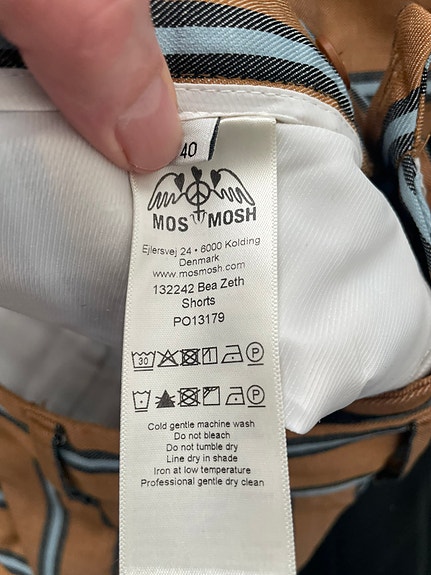 40
MOS MOSH
Ejlersvej 24 • 6000 Kolding
Denmark
www.mosmosh.com
132242 Bea Zeth
Shorts
PO13179
30 P
P
Cold gentle machine wash
Do not bleach
Do not tumble dry
Line dry in shade
Iron at low temperature
Professional gentle dry clean